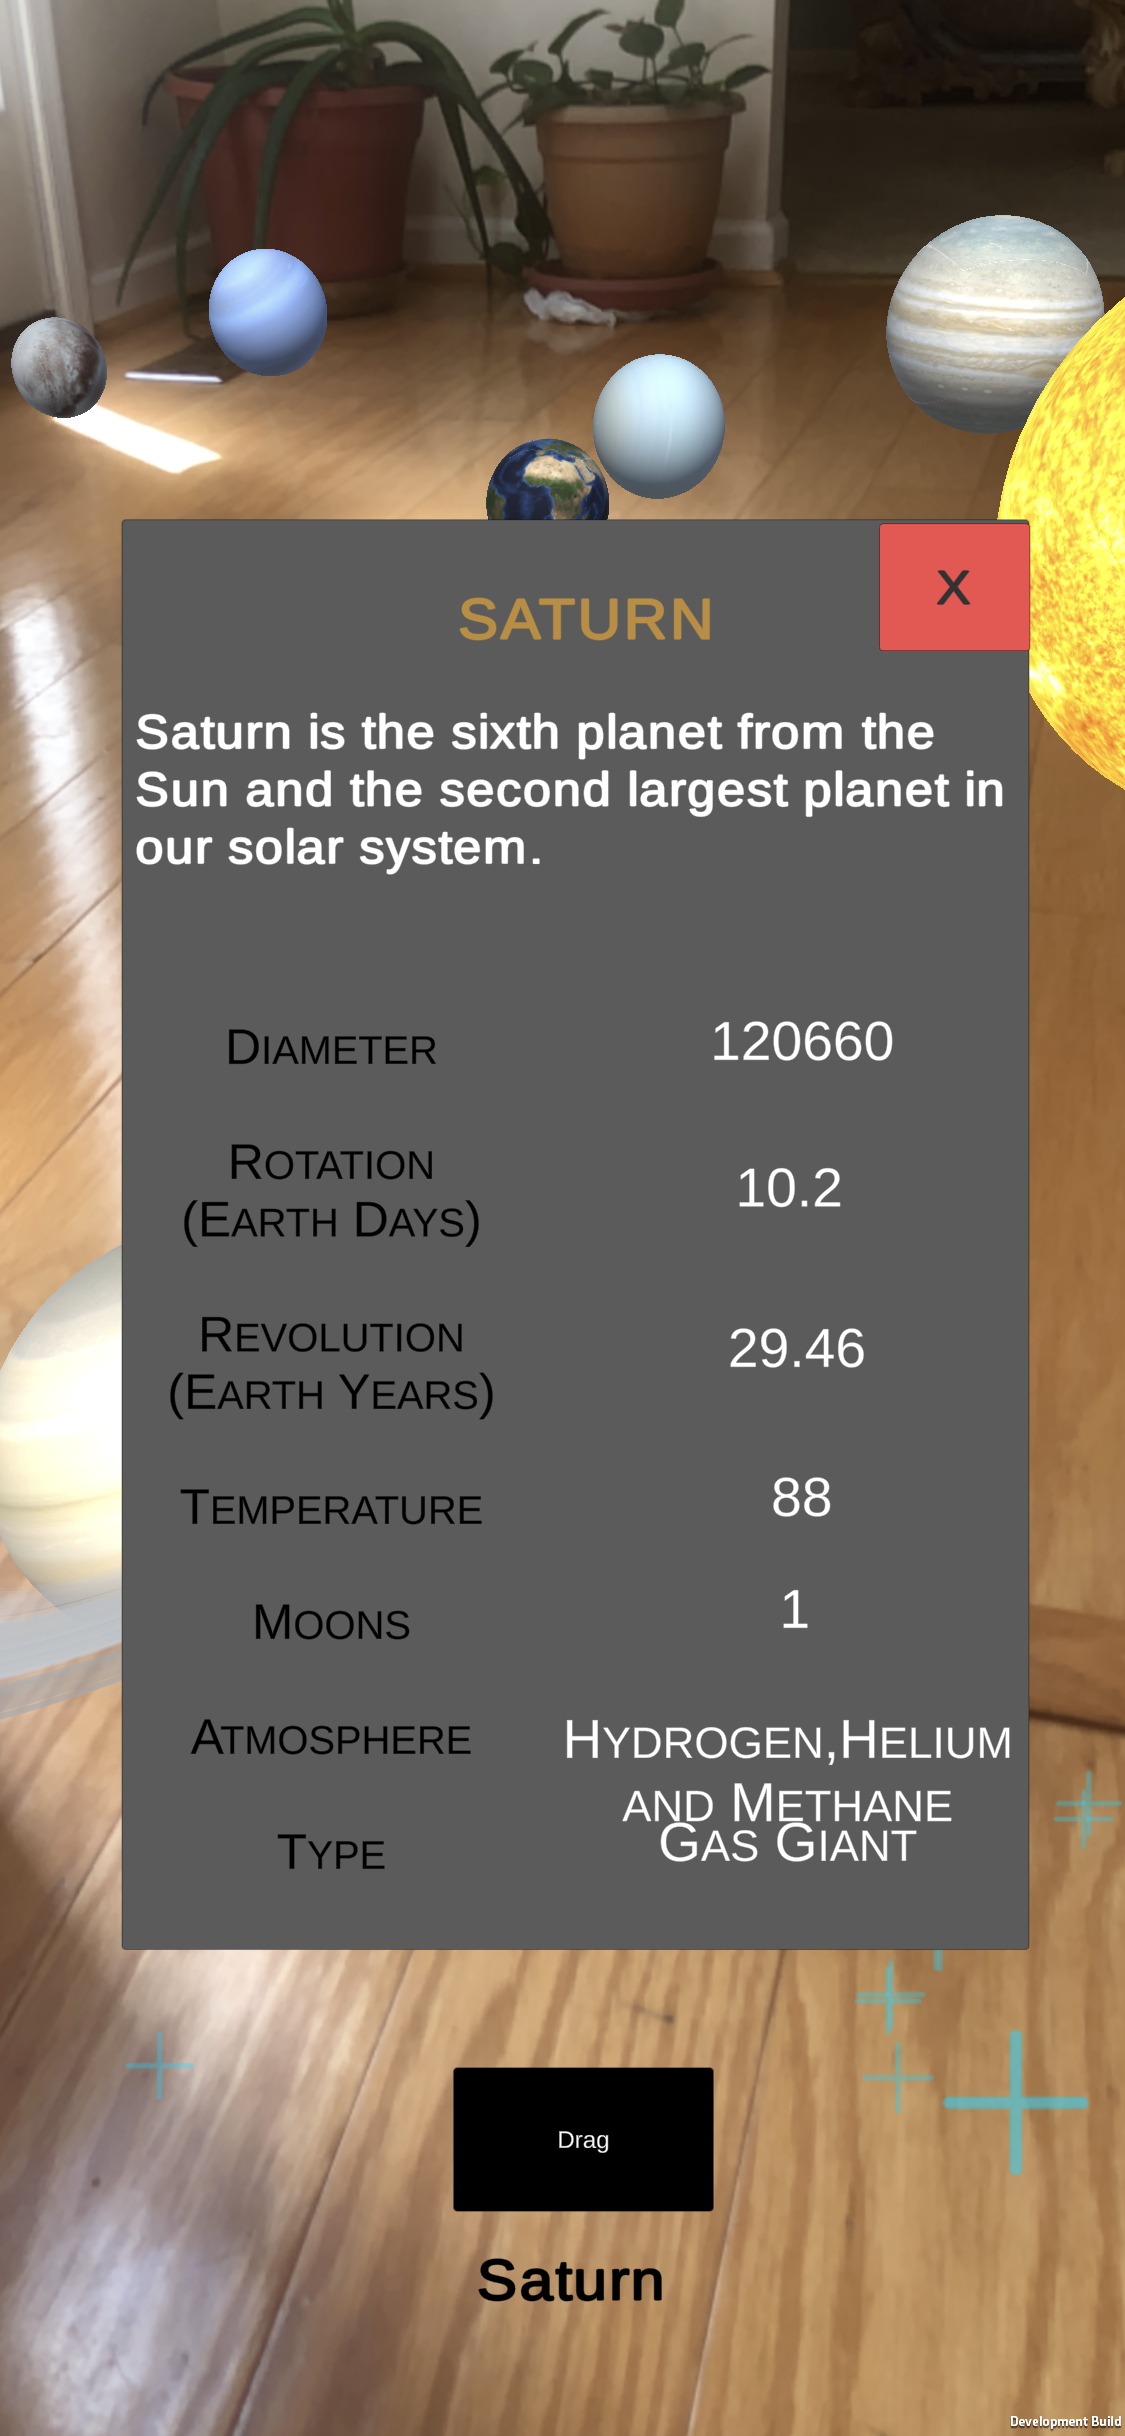 SATURN
X
Saturn is the sixth planet from the
Sun and the second largest planet in
our solar system.
DIAMETER 120660
ROTATION
(EARTH DAYS) 10.2
REVOLUTION
(EARTH YEARS) 29.46
TEMPERATURE 88
MOONS 1
ATMOSPHERE HYDROGEN,HELIUM
AND METHANE
TYPE GAS GIANT
Drag
Saturn
Development Build